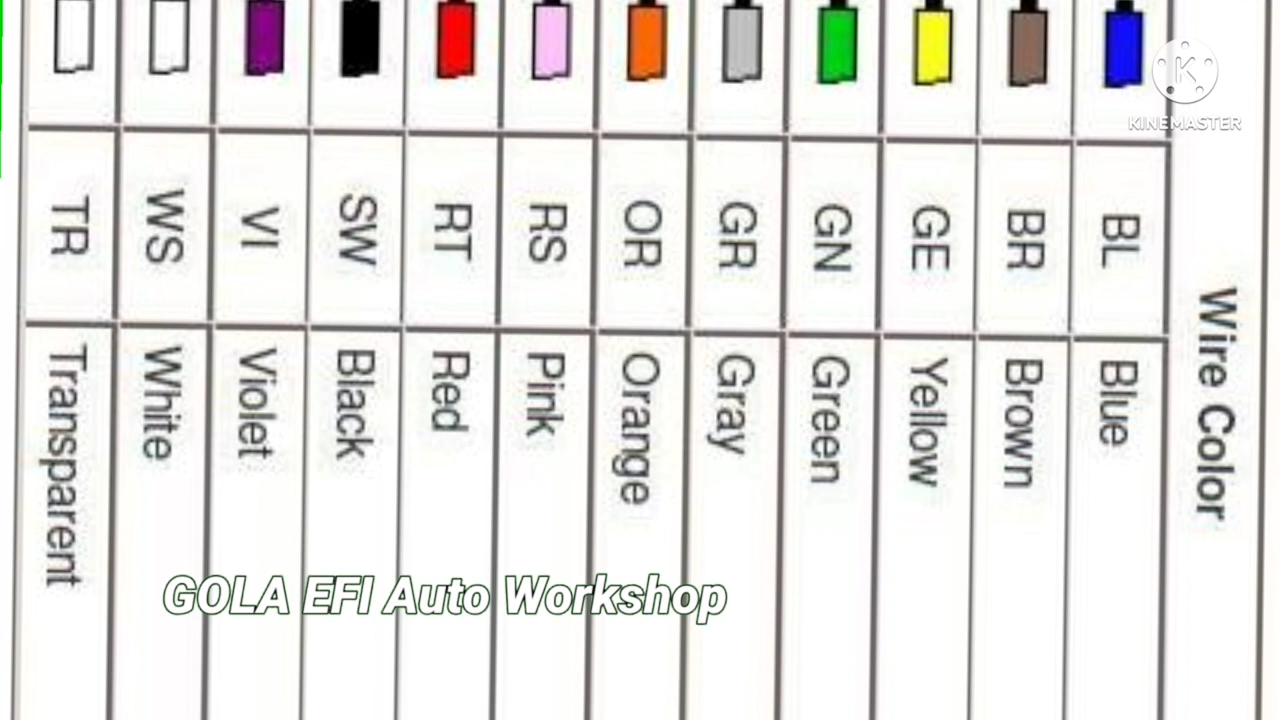 Wire Color
BL Blue
BR Brown
GE Yellow
GN Green
GR Gray
OR Orange
RS Pink
RT Red
SW Black
VI Violet
WS White
TR Transparent
GOLA EFI Auto Workshop
K
KINEMASTER